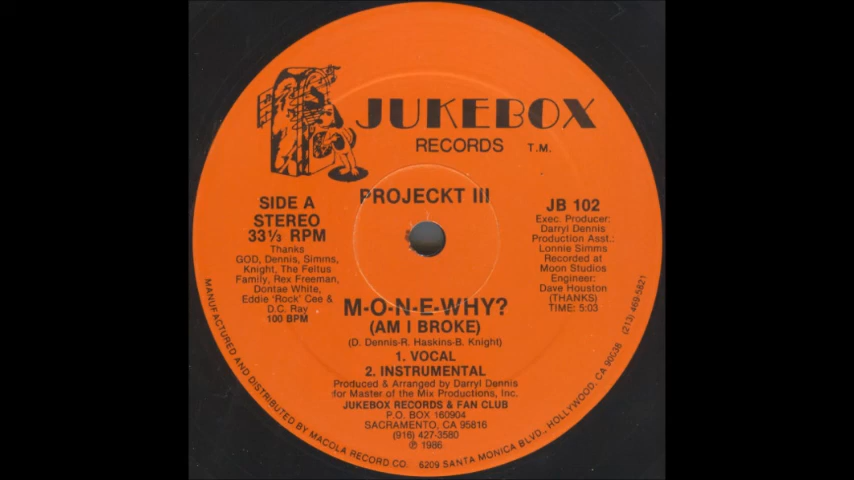 JUKEBOX
RECORDS T.M.
PROJECKT III
SIDE A
STEREO
33⅓ RPM
Thanks
GOD, Dennis, Simms,
Knight, The Feltus
Family, Rex Freeman,
Dontae White,
Eddie 'Rock' Cee &
D.C. Ray
100 BPM
JB 102
Exec. Producer:
Darryl Dennis
Production Asst.:
Lonnie Simms
Recorded at
Moon Studios
Engineer:
Dave Houston
(THANKS)
TIME: 5:03
M-O-N-E-WHY?
(AM I BROKE)
(D. Dennis-R. Haskins-B. Knight)
1. VOCAL
2. INSTRUMENTAL
Produced & Arranged by Darryl Dennis
for Master of the Mix Productions, Inc.
JUKEBOX RECORDS & FAN CLUB
P.O. BOX 160904
SACRAMENTO, CA 95816
(916) 427-3580
℗ 1986
MANUFACTURED AND DISTRIBUTED BY MACOLA RECORD CO. 6209 SANTA MONICA BLVD., HOLLYWOOD, CA 90038 (213) 469-5821